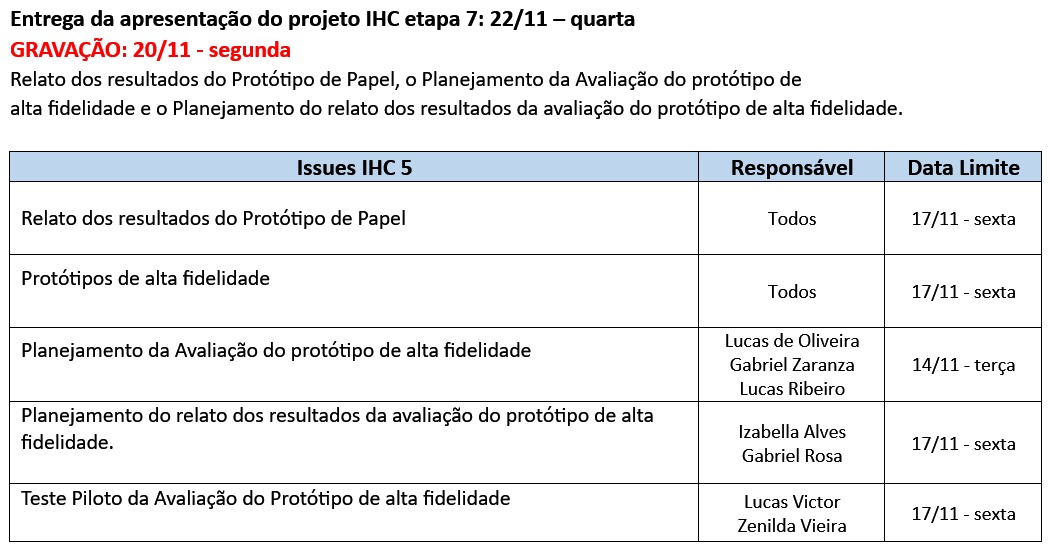 Entrega da apresentação do projeto IHC etapa 7: 22/11 – quarta
GRAVAÇÃO: 20/11 - segunda
Relato dos resultados do Protótipo de Papel, o Planejamento da Avaliação do protótipo de
alta fidelidade e o Planejamento do relato dos resultados da avaliação do protótipo de alta fidelidade.
Issues IHC 5 Responsável Data Limite
Relato dos resultados do Protótipo de Papel Todos 17/11 - sexta
Protótipos de alta fidelidade
Todos 17/11 - sexta
Planejamento da Avaliação do protótipo de alta fidelidade
Lucas de Oliveira
Gabriel Zaranza
Lucas Ribeiro
14/11 - terça
Planejamento do relato dos resultados da avaliação do protótipo de alta
fidelidade.
Izabella Alves
Gabriel Rosa
17/11 - sexta
Teste Piloto da Avaliação do Protótipo de alta fidelidade
Lucas Victor
Zenilda Vieira
17/11 - sexta